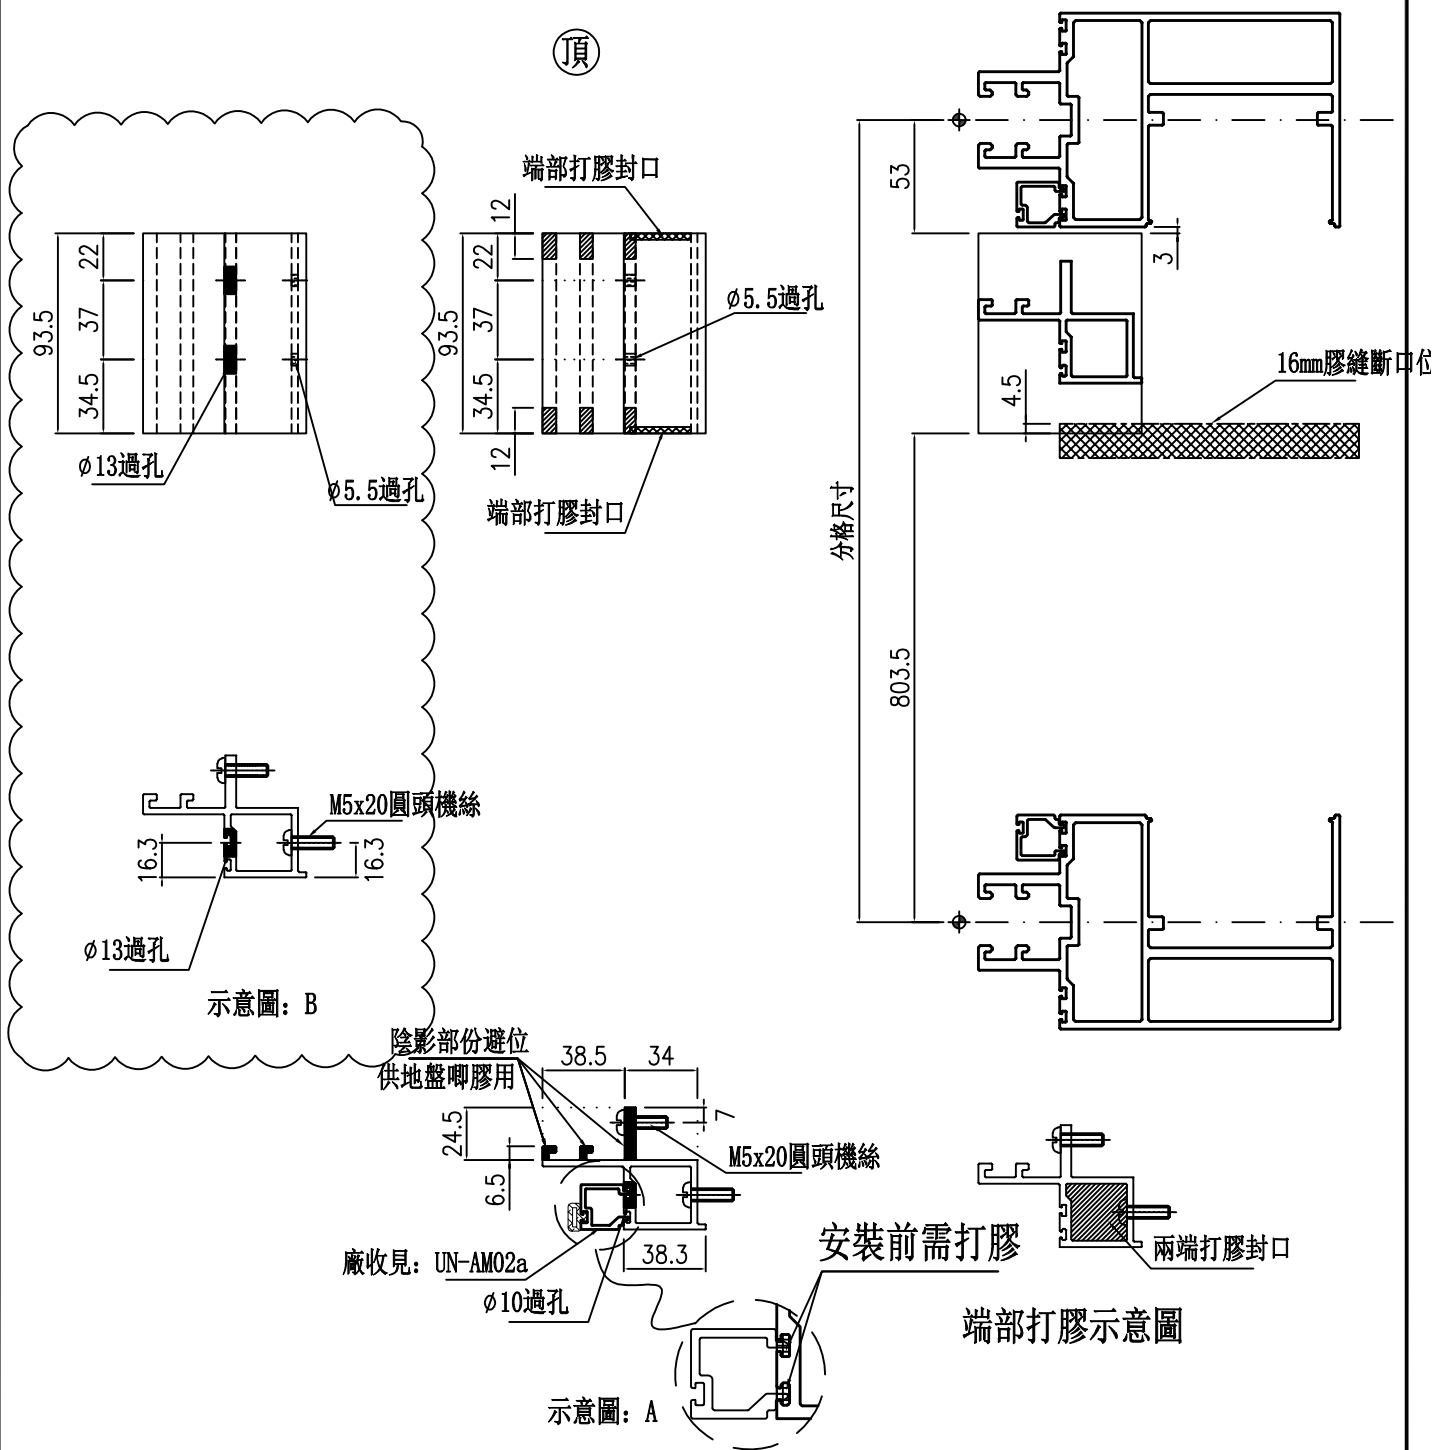 頂
端部打膠封口
12
22
37
34.5
93.5
12
ϕ5.5過孔
端部打膠封口
22
37
34.5
93.5
ϕ13過孔
ϕ5.5過孔
53
3
4.5
16mm膠縫斷口位
分格尺寸
803.5
M5x20圓頭機絲
16.3
16.3
ϕ13過孔
示意圖：B
陰影部份避位
供地盤唧膠用
38.5
34
24.5
7
6.5
M5x20圓頭機絲
38.3
廠收見：UN-AM02a
ϕ10過孔
安裝前需打膠
示意圖：A
兩端打膠封口
端部打膠示意圖